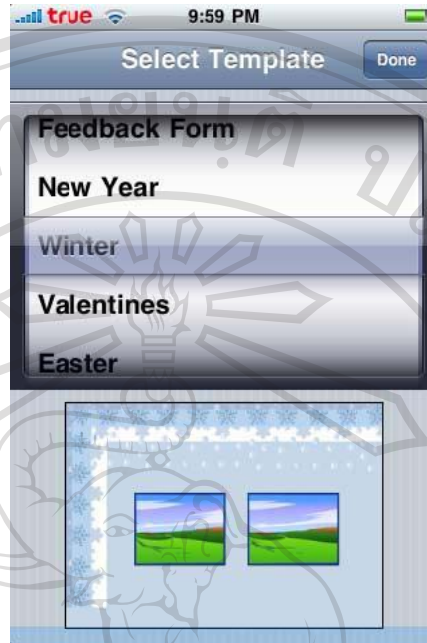 true 9:59 PM
Select Template Done
Feedback Form
New Year
Winter
Valentines
Easter